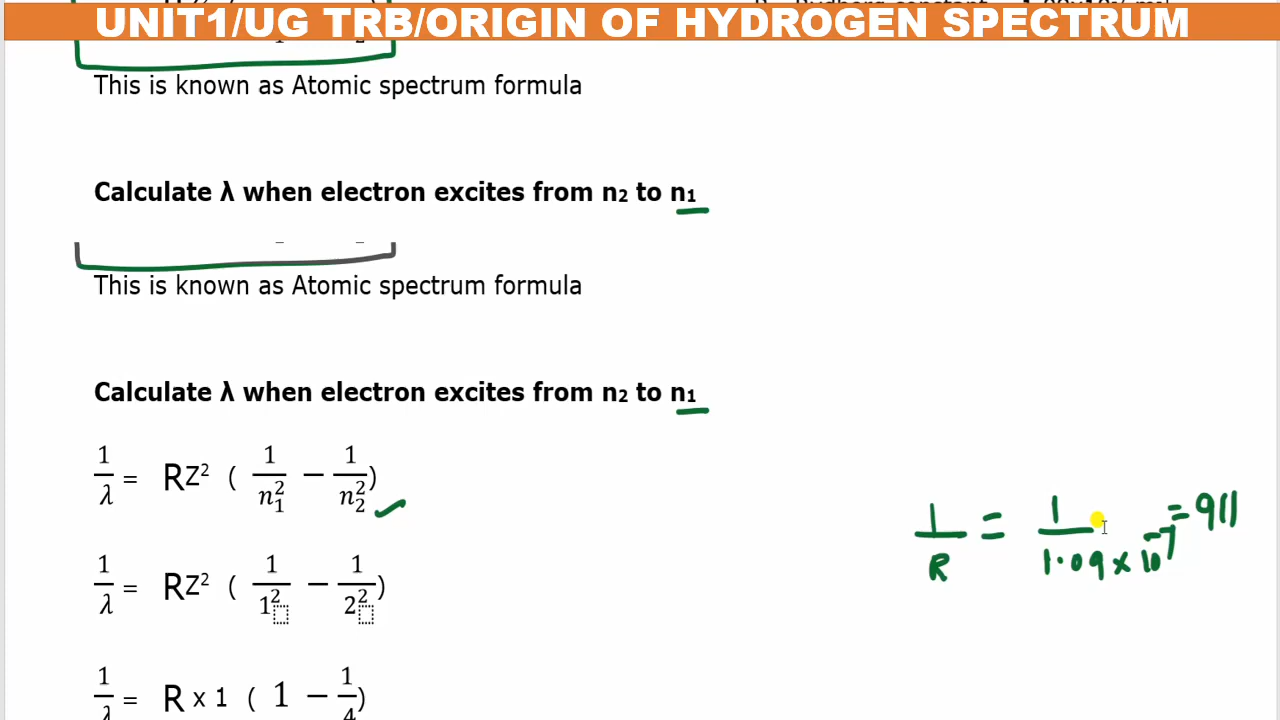 UNIT1/UG TRB/ORIGIN OF HYDROGEN SPECTRUM
This is known as Atomic spectrum formula
Calculate λ when electron excites from n₂ to n₁
This is known as Atomic spectrum formula
Calculate λ when electron excites from n₂ to n₁
1/λ = RZ² ( 1/n₁² − 1/n₂² )
1/R = 1/1.09 x 10⁻⁷ = 911
1/λ = RZ² ( 1/1² − 1/2² )
1/λ = R x 1 ( 1 − 1/4 )